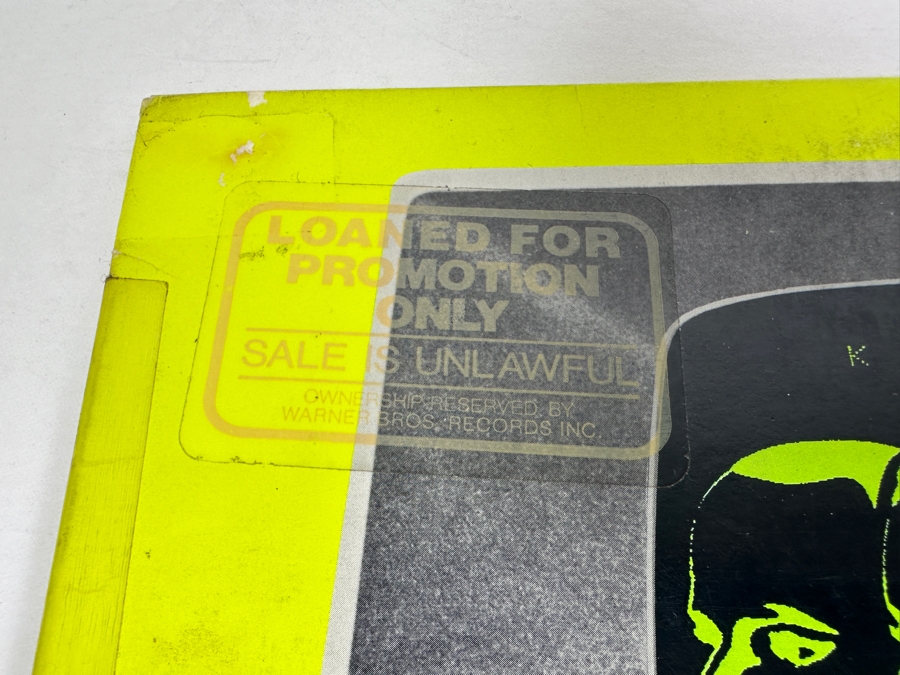 LOANED FOR
PROMOTION
ONLY
SALE IS UNLAWFUL
OWNERSHIP RESERVED BY
WARNER BROS. RECORDS INC.
K